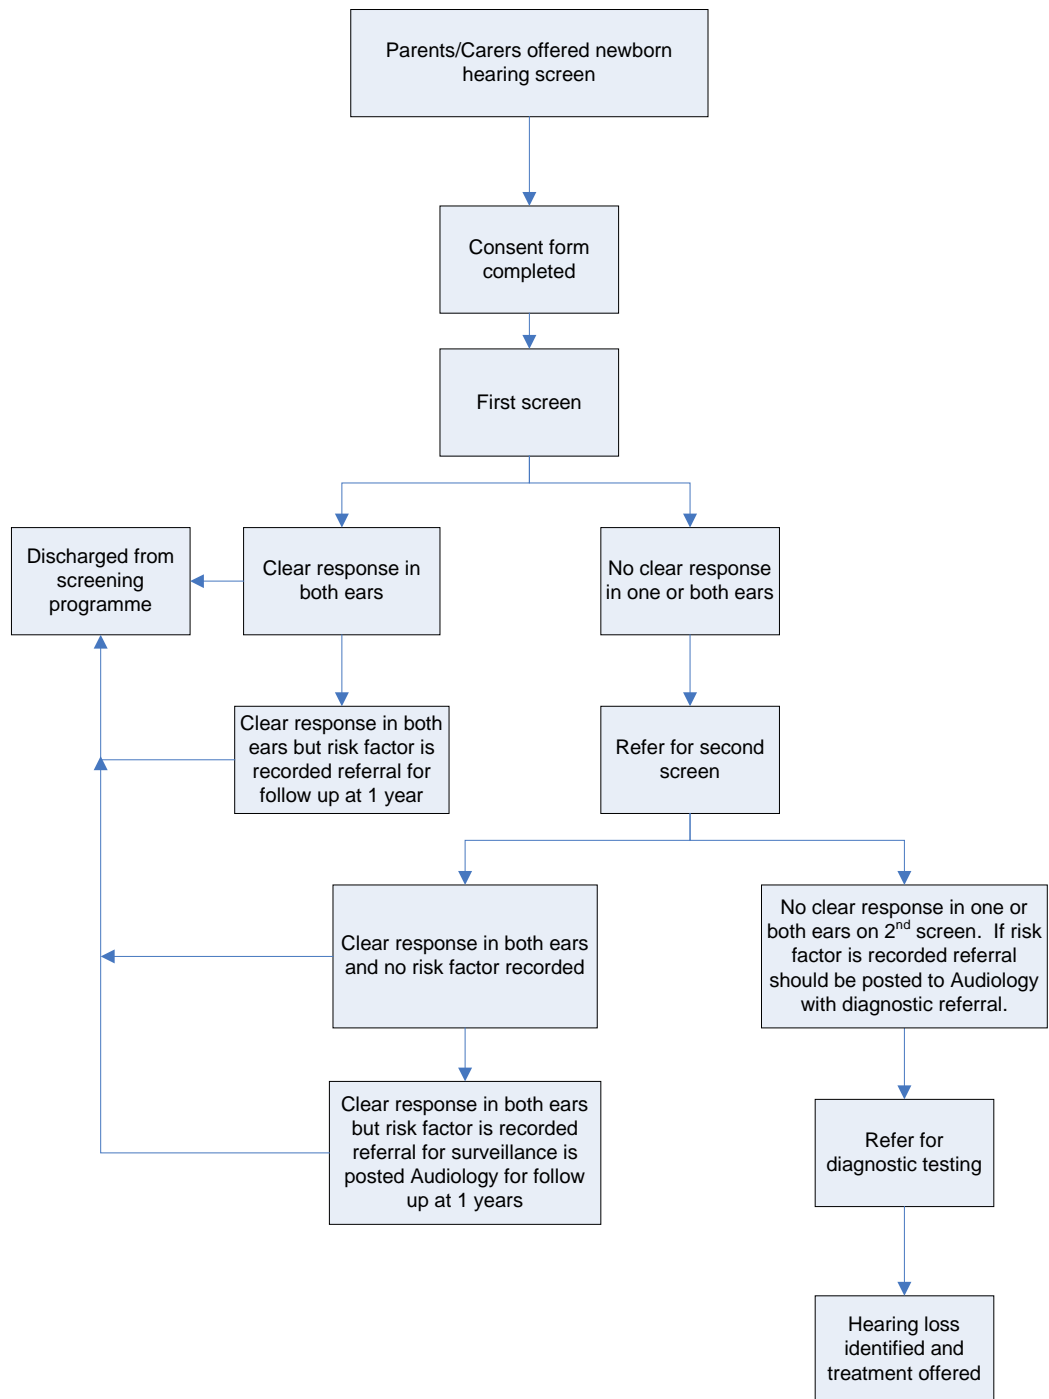 Parents/Carers offered newborn
hearing screen
Consent form
completed
First screen
Discharged from
screening
programme
Clear response in
both ears
No clear response
in one or both ears
Clear response in both
ears but risk factor is
recorded referral for
follow up at 1 year
Refer for second
screen
Clear response in both ears
and no risk factor recorded
No clear response in one or
both ears on 2nd screen.  If risk
factor is recorded referral
should be posted to Audiology
with diagnostic referral.
Clear response in both ears
but risk factor is recorded
referral for surveillance is
posted Audiology for follow
up at 1 years
Refer for
diagnostic testing
Hearing loss
identified and
treatment offered